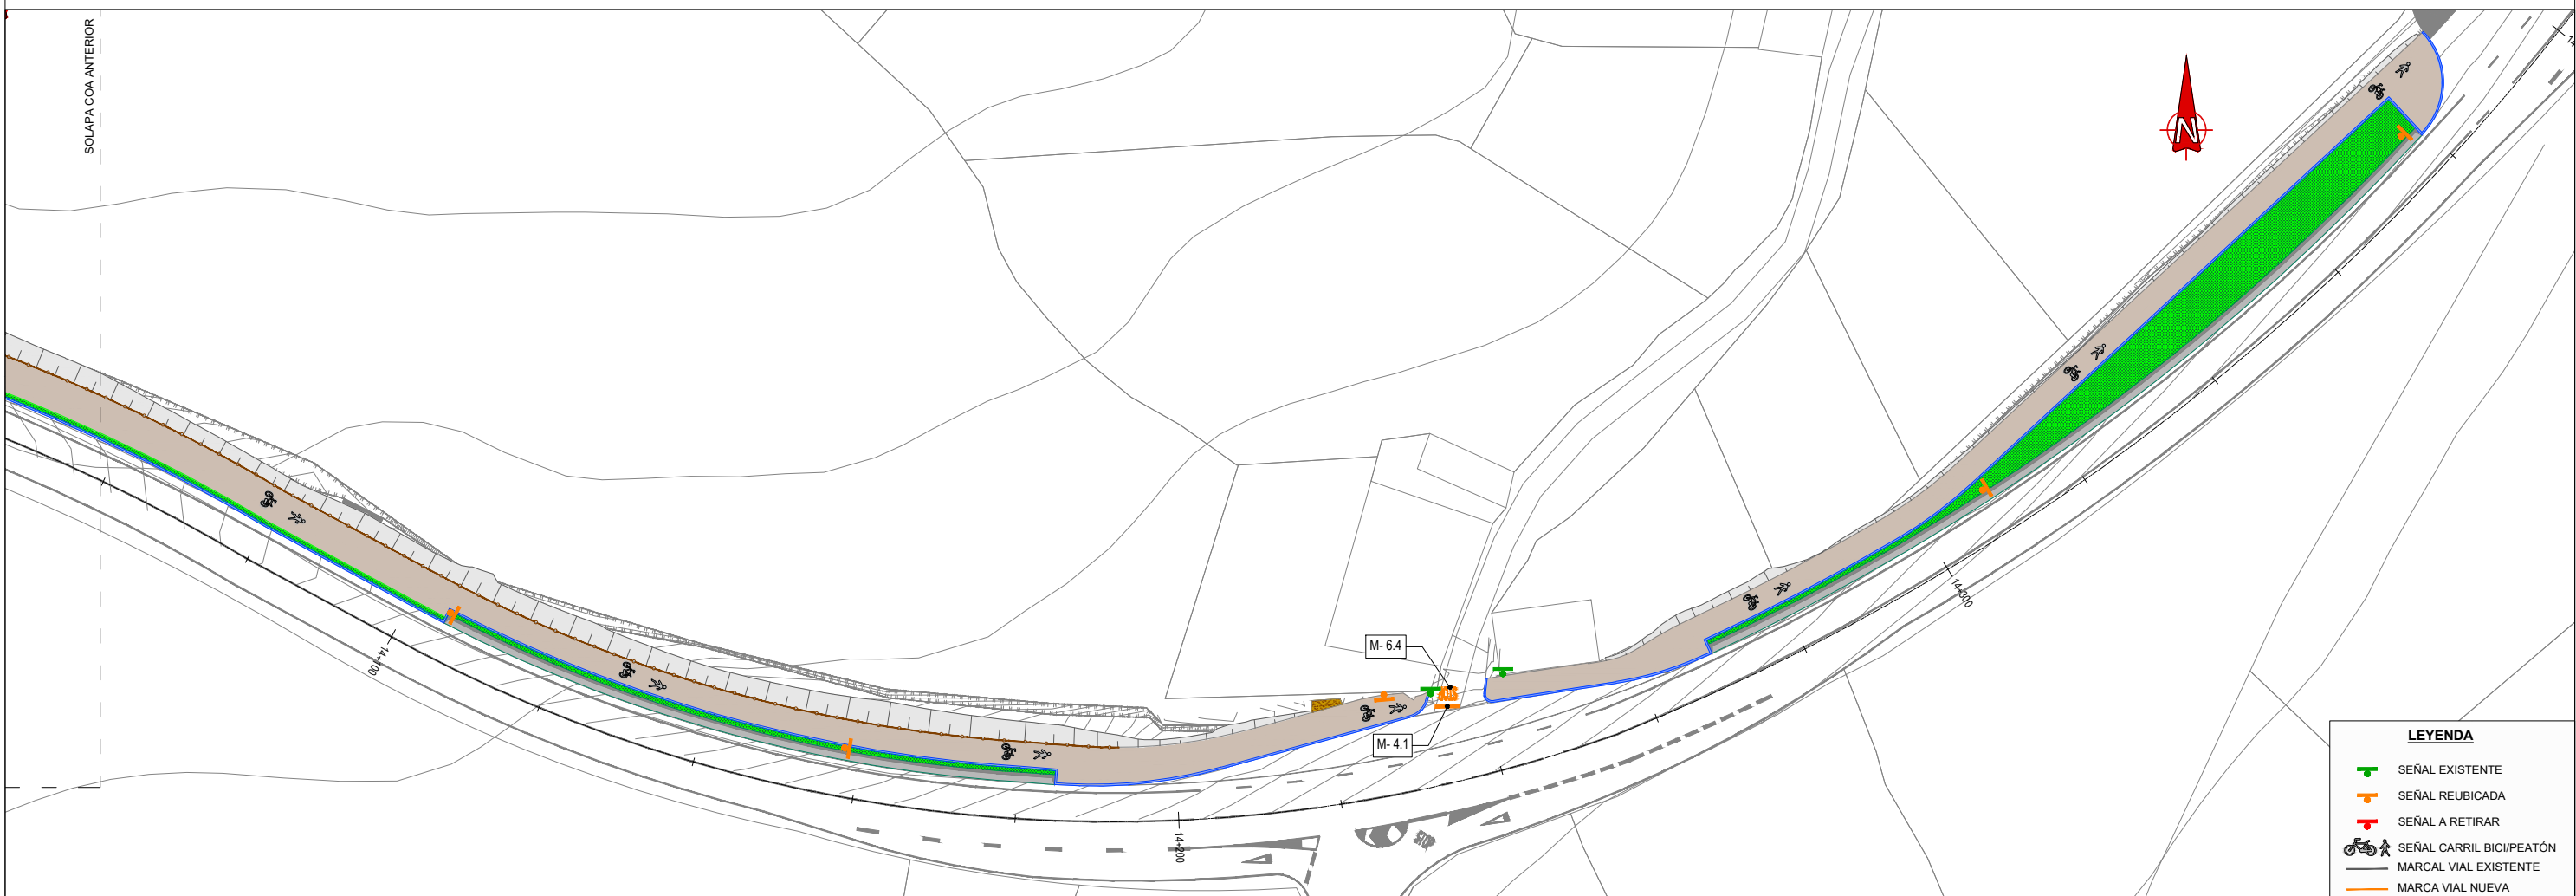 SOLAPA COA ANTERIOR
N
14+100
14+200
14+300
M- 6.4
M- 4.1
BUS
LEYENDA
SEÑAL EXISTENTE
SEÑAL REUBICADA
SEÑAL A RETIRAR
SEÑAL CARRIL BICI/PEATÓN
MARCAL VIAL EXISTENTE
MARCA VIAL NUEVA